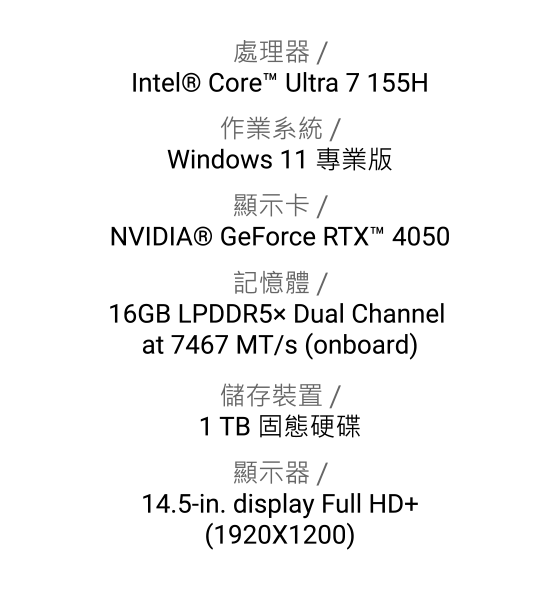 處理器 /
Intel® Core™ Ultra 7 155H
作業系統 /
Windows 11 專業版
顯示卡 /
NVIDIA® GeForce RTX™ 4050
記憶體 /
16GB LPDDR5× Dual Channel
at 7467 MT/s (onboard)
儲存裝置 /
1 TB 固態硬碟
顯示器 /
14.5-in. display Full HD+
(1920X1200)